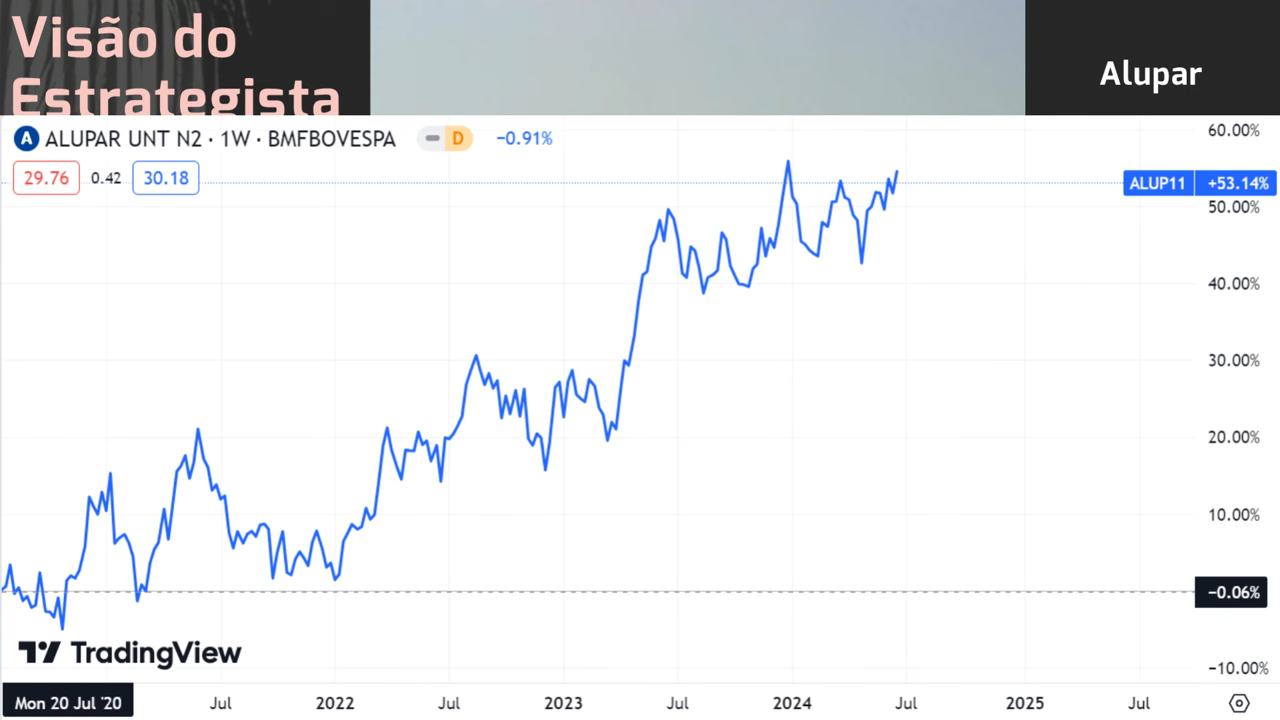 Visão do
Estrategista
Alupar
A ALUPAR UNT N2 · 1W · BMFBOVESPA D −0.91%
29.76 0.42 30.18
60.00%
ALUP11 +53.14%
50.00%
40.00%
30.00%
20.00%
10.00%
−0.06%
−10.00%
TradingView
Mon 20 Jul '20 Jul 2022 Jul 2023 Jul 2024 Jul 2025 Jul